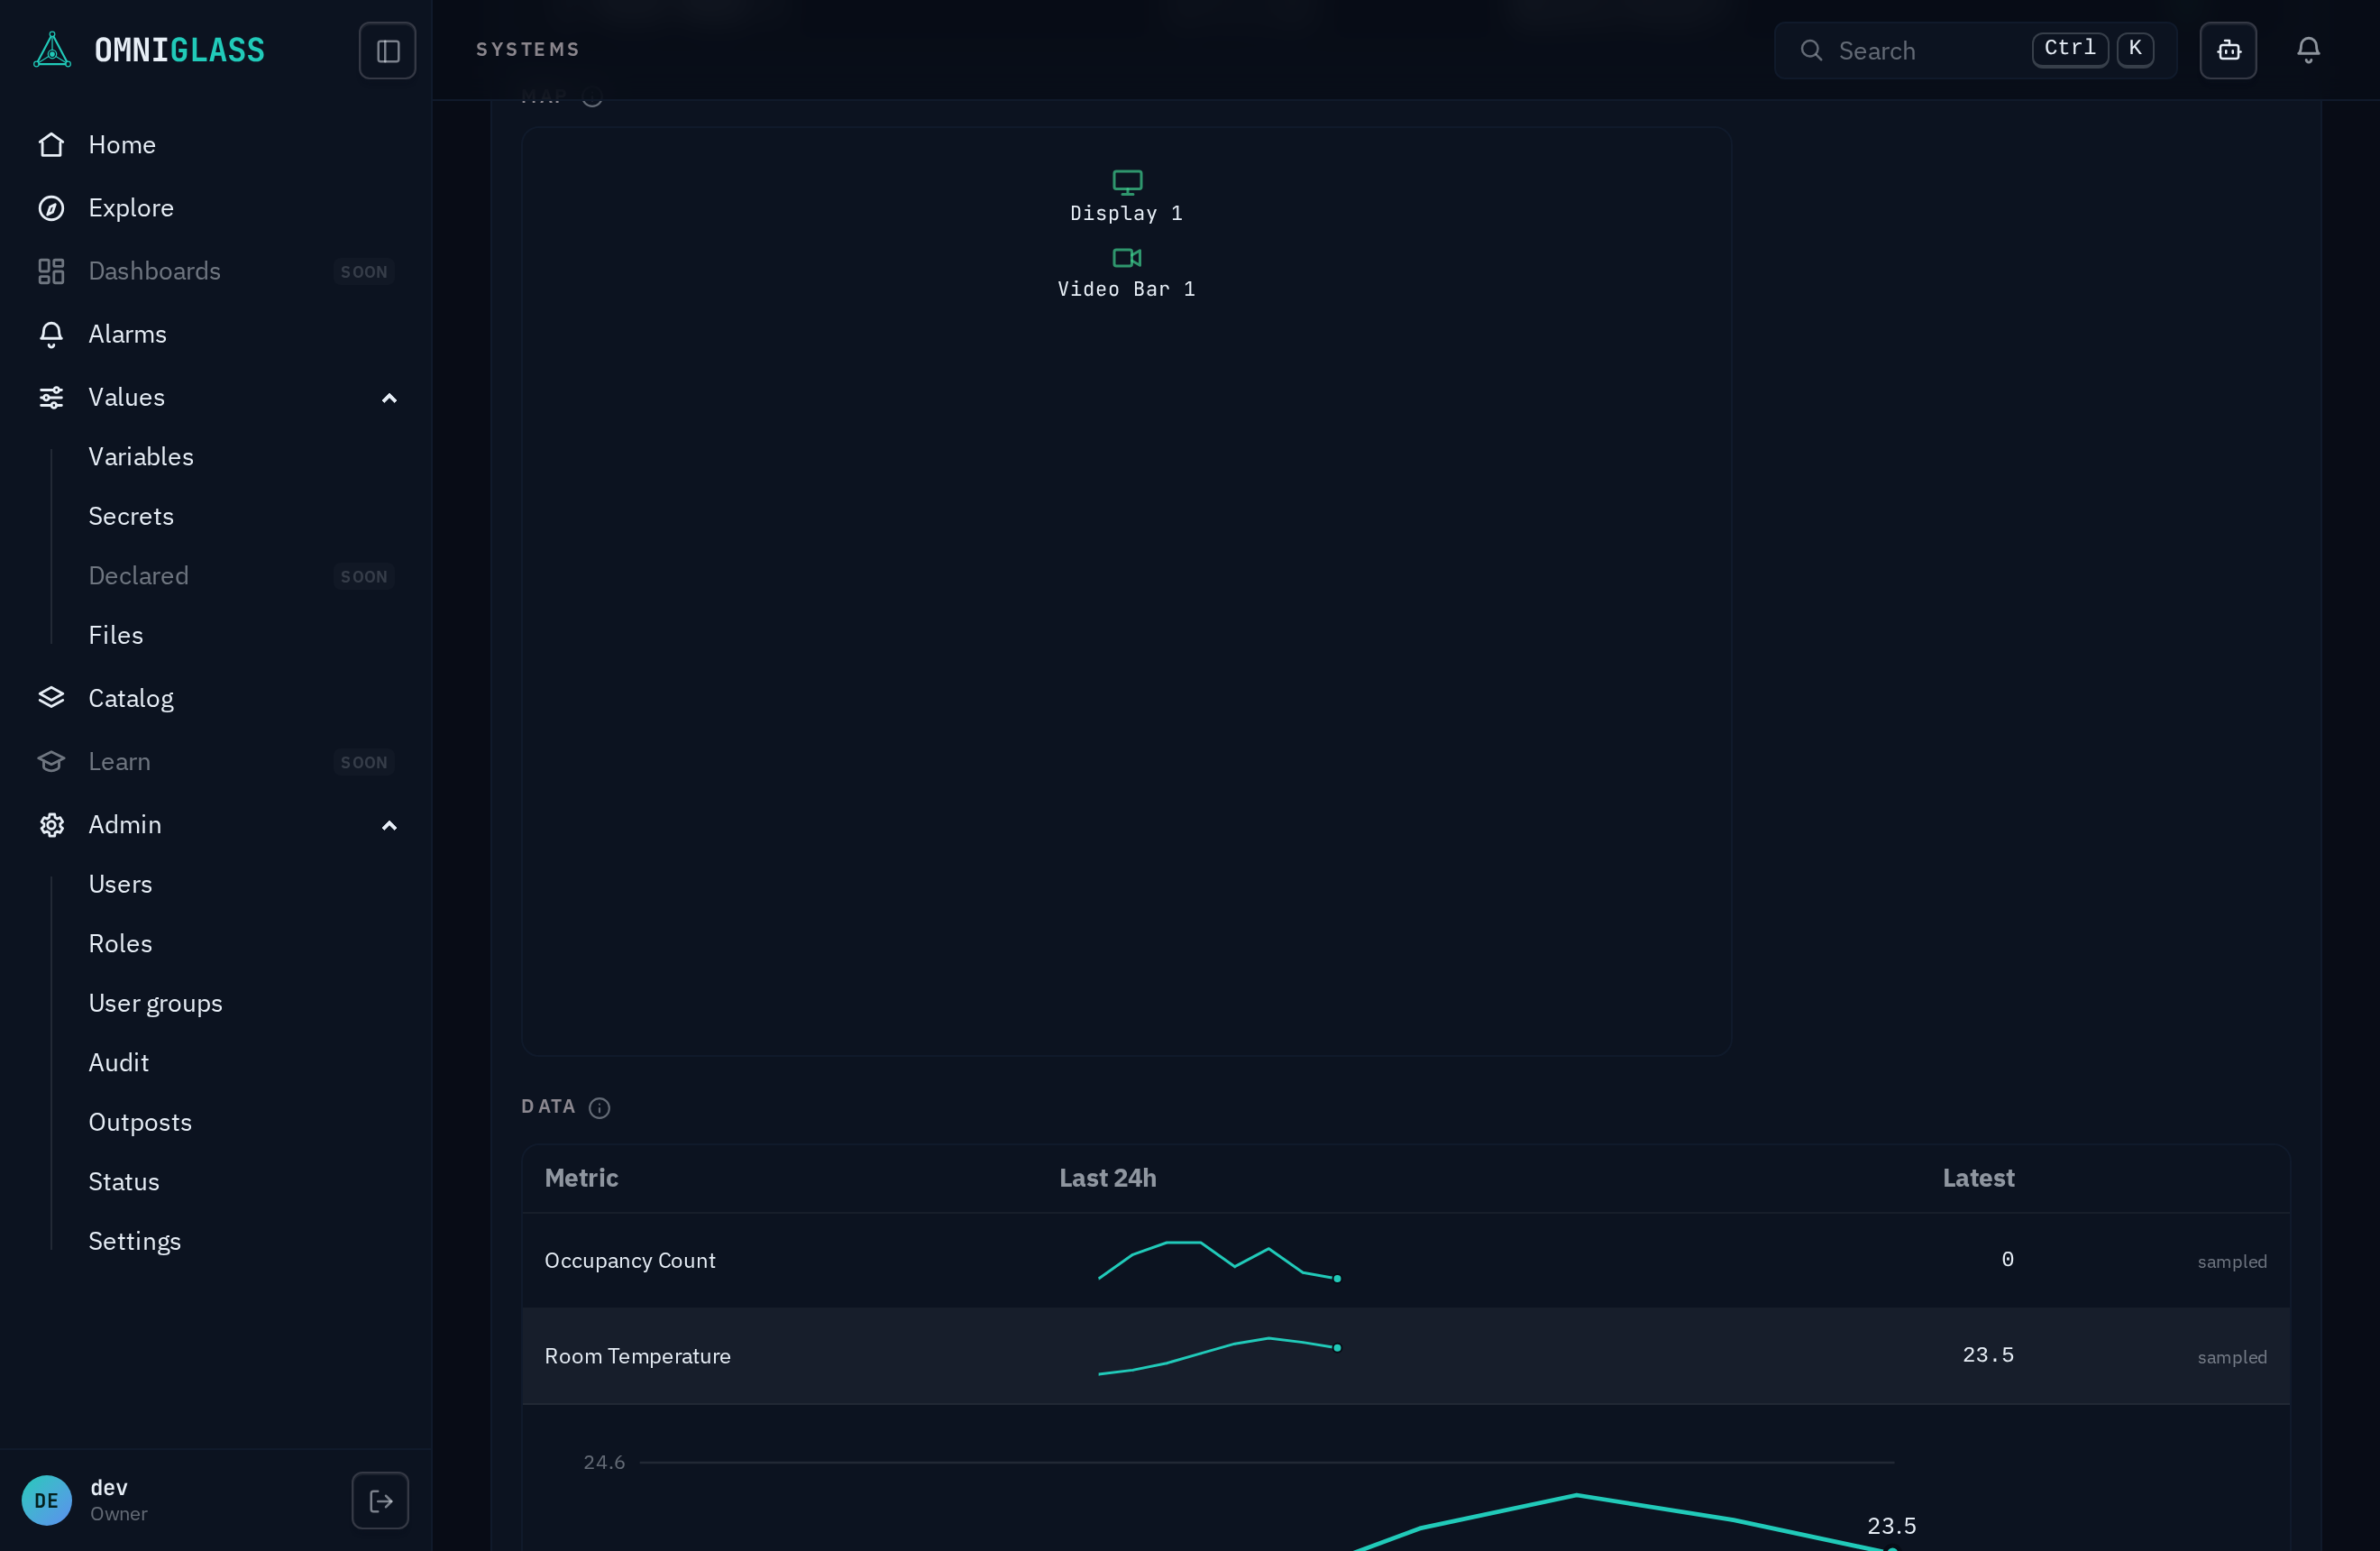 OMNIGLASS
SYSTEMS
Search
Ctrl
K
MAP
Home
Explore
Dashboards
SOON
Alarms
Values
Variables
Secrets
Declared
SOON
Files
Catalog
Learn
SOON
Admin
Users
Roles
User groups
Audit
Outposts
Status
Settings
DE
dev
Owner
Display 1
Video Bar 1
DATA
Metric
Last 24h
Latest
Occupancy Count
0
sampled
Room Temperature
23.5
sampled
24.6
23.5